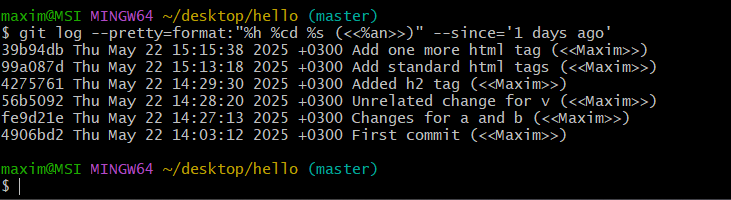 maxim@MSI MINGW64 ~/desktop/hello (master)
$ git log --pretty=format:"%h %cd %s (<<%an>>)" --since='1 days ago'
39b94db Thu May 22 15:15:38 2025 +0300 Add one more html tag (<<Maxim>>)
99a087d Thu May 22 15:13:18 2025 +0300 Add standard html tags (<<Maxim>>)
4275761 Thu May 22 14:29:30 2025 +0300 Added h2 tag (<<Maxim>>)
56b5092 Thu May 22 14:28:20 2025 +0300 Unrelated change for v (<<Maxim>>)
fe9d21e Thu May 22 14:27:13 2025 +0300 Changes for a and b (<<Maxim>>)
4906bd2 Thu May 22 14:03:12 2025 +0300 First commit (<<Maxim>>)
maxim@MSI MINGW64 ~/desktop/hello (master)
$